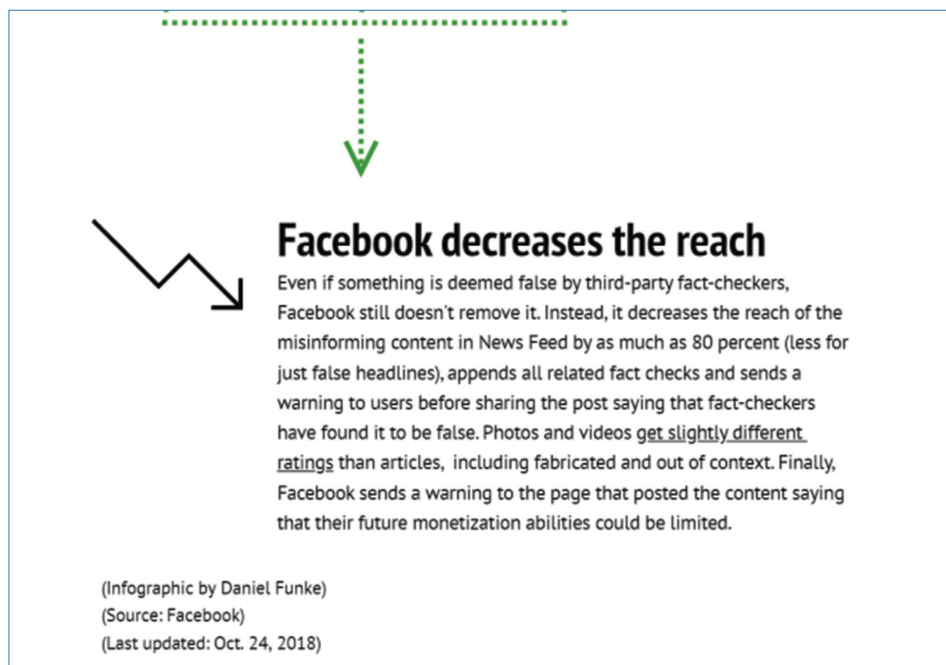 Facebook decreases the reach
Even if something is deemed false by third-party fact-checkers,
Facebook still doesn't remove it. Instead, it decreases the reach of the
misinforming content in News Feed by as much as 80 percent (less for
just false headlines), appends all related fact checks and sends a
warning to users before sharing the post saying that fact-checkers
have found it to be false. Photos and videos get slightly different
ratings than articles, including fabricated and out of context. Finally,
Facebook sends a warning to the page that posted the content saying
that their future monetization abilities could be limited.
(Infographic by Daniel Funke)
(Source: Facebook)
(Last updated: Oct. 24, 2018)